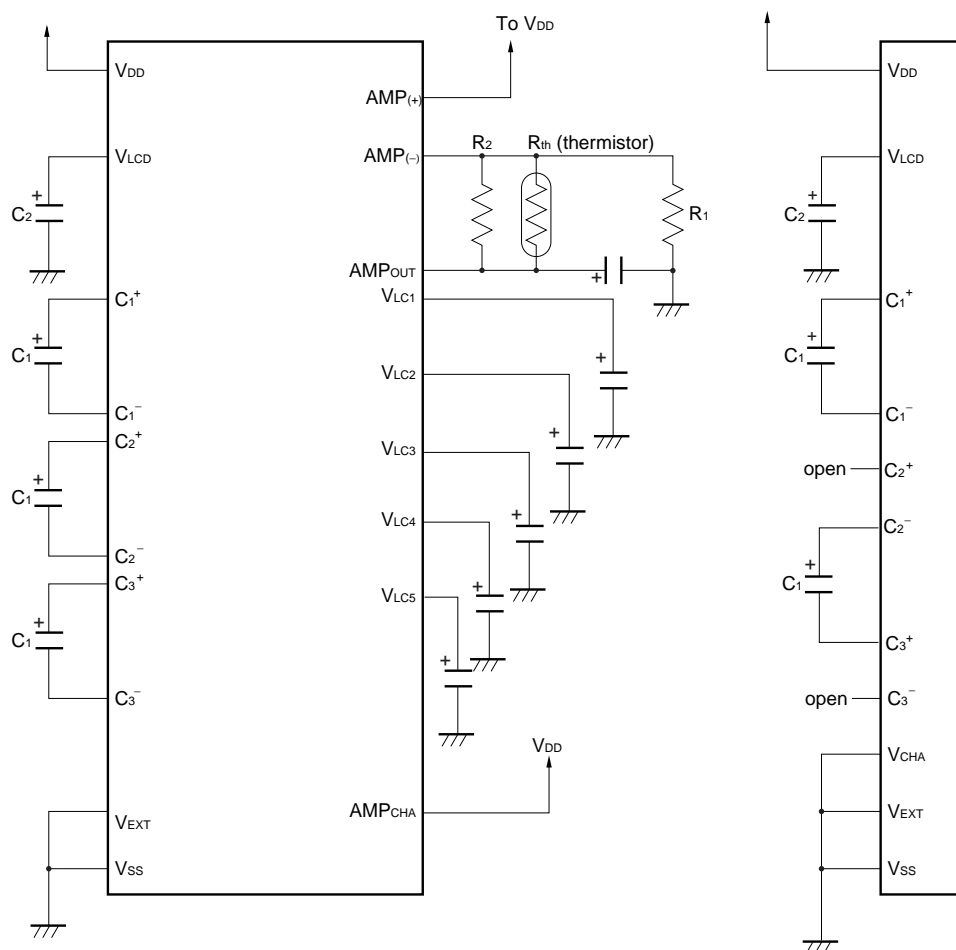 To VDD
VDD
AMP(+)
VLCD
AMP(−)
R2
Rth (thermistor)
C2
+
R1
AMPOUT
+
C1+
VLC1
C1
+
+
VLC2
C1−
C2+
+
VLC3
C1
+
+
VLC4
C2−
C3+
+
VLC5
C1
+
+
C3−
VDD
AMPCHA
VEXT
VSS
VDD
VLCD
C2
+
C1+
C1
+
C1−
open
C2+
C2−
C1
+
C3+
open
C3−
VCHA
VEXT
VSS